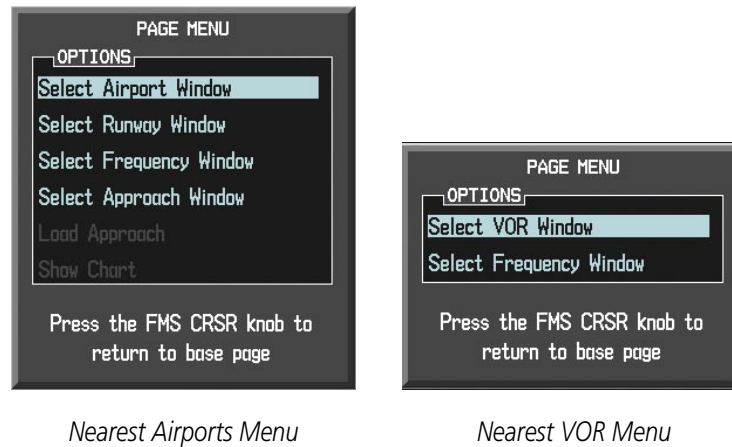 PAGE MENU
OPTIONS
Select Airport Window
Select Runway Window
Select Frequency Window
Select Approach Window
Load Approach
Show Chart
Press the FMS CRSR knob to
return to base page
Nearest Airports Menu
PAGE MENU
OPTIONS
Select VOR Window
Select Frequency Window
Press the FMS CRSR knob to
return to base page
Nearest VOR Menu